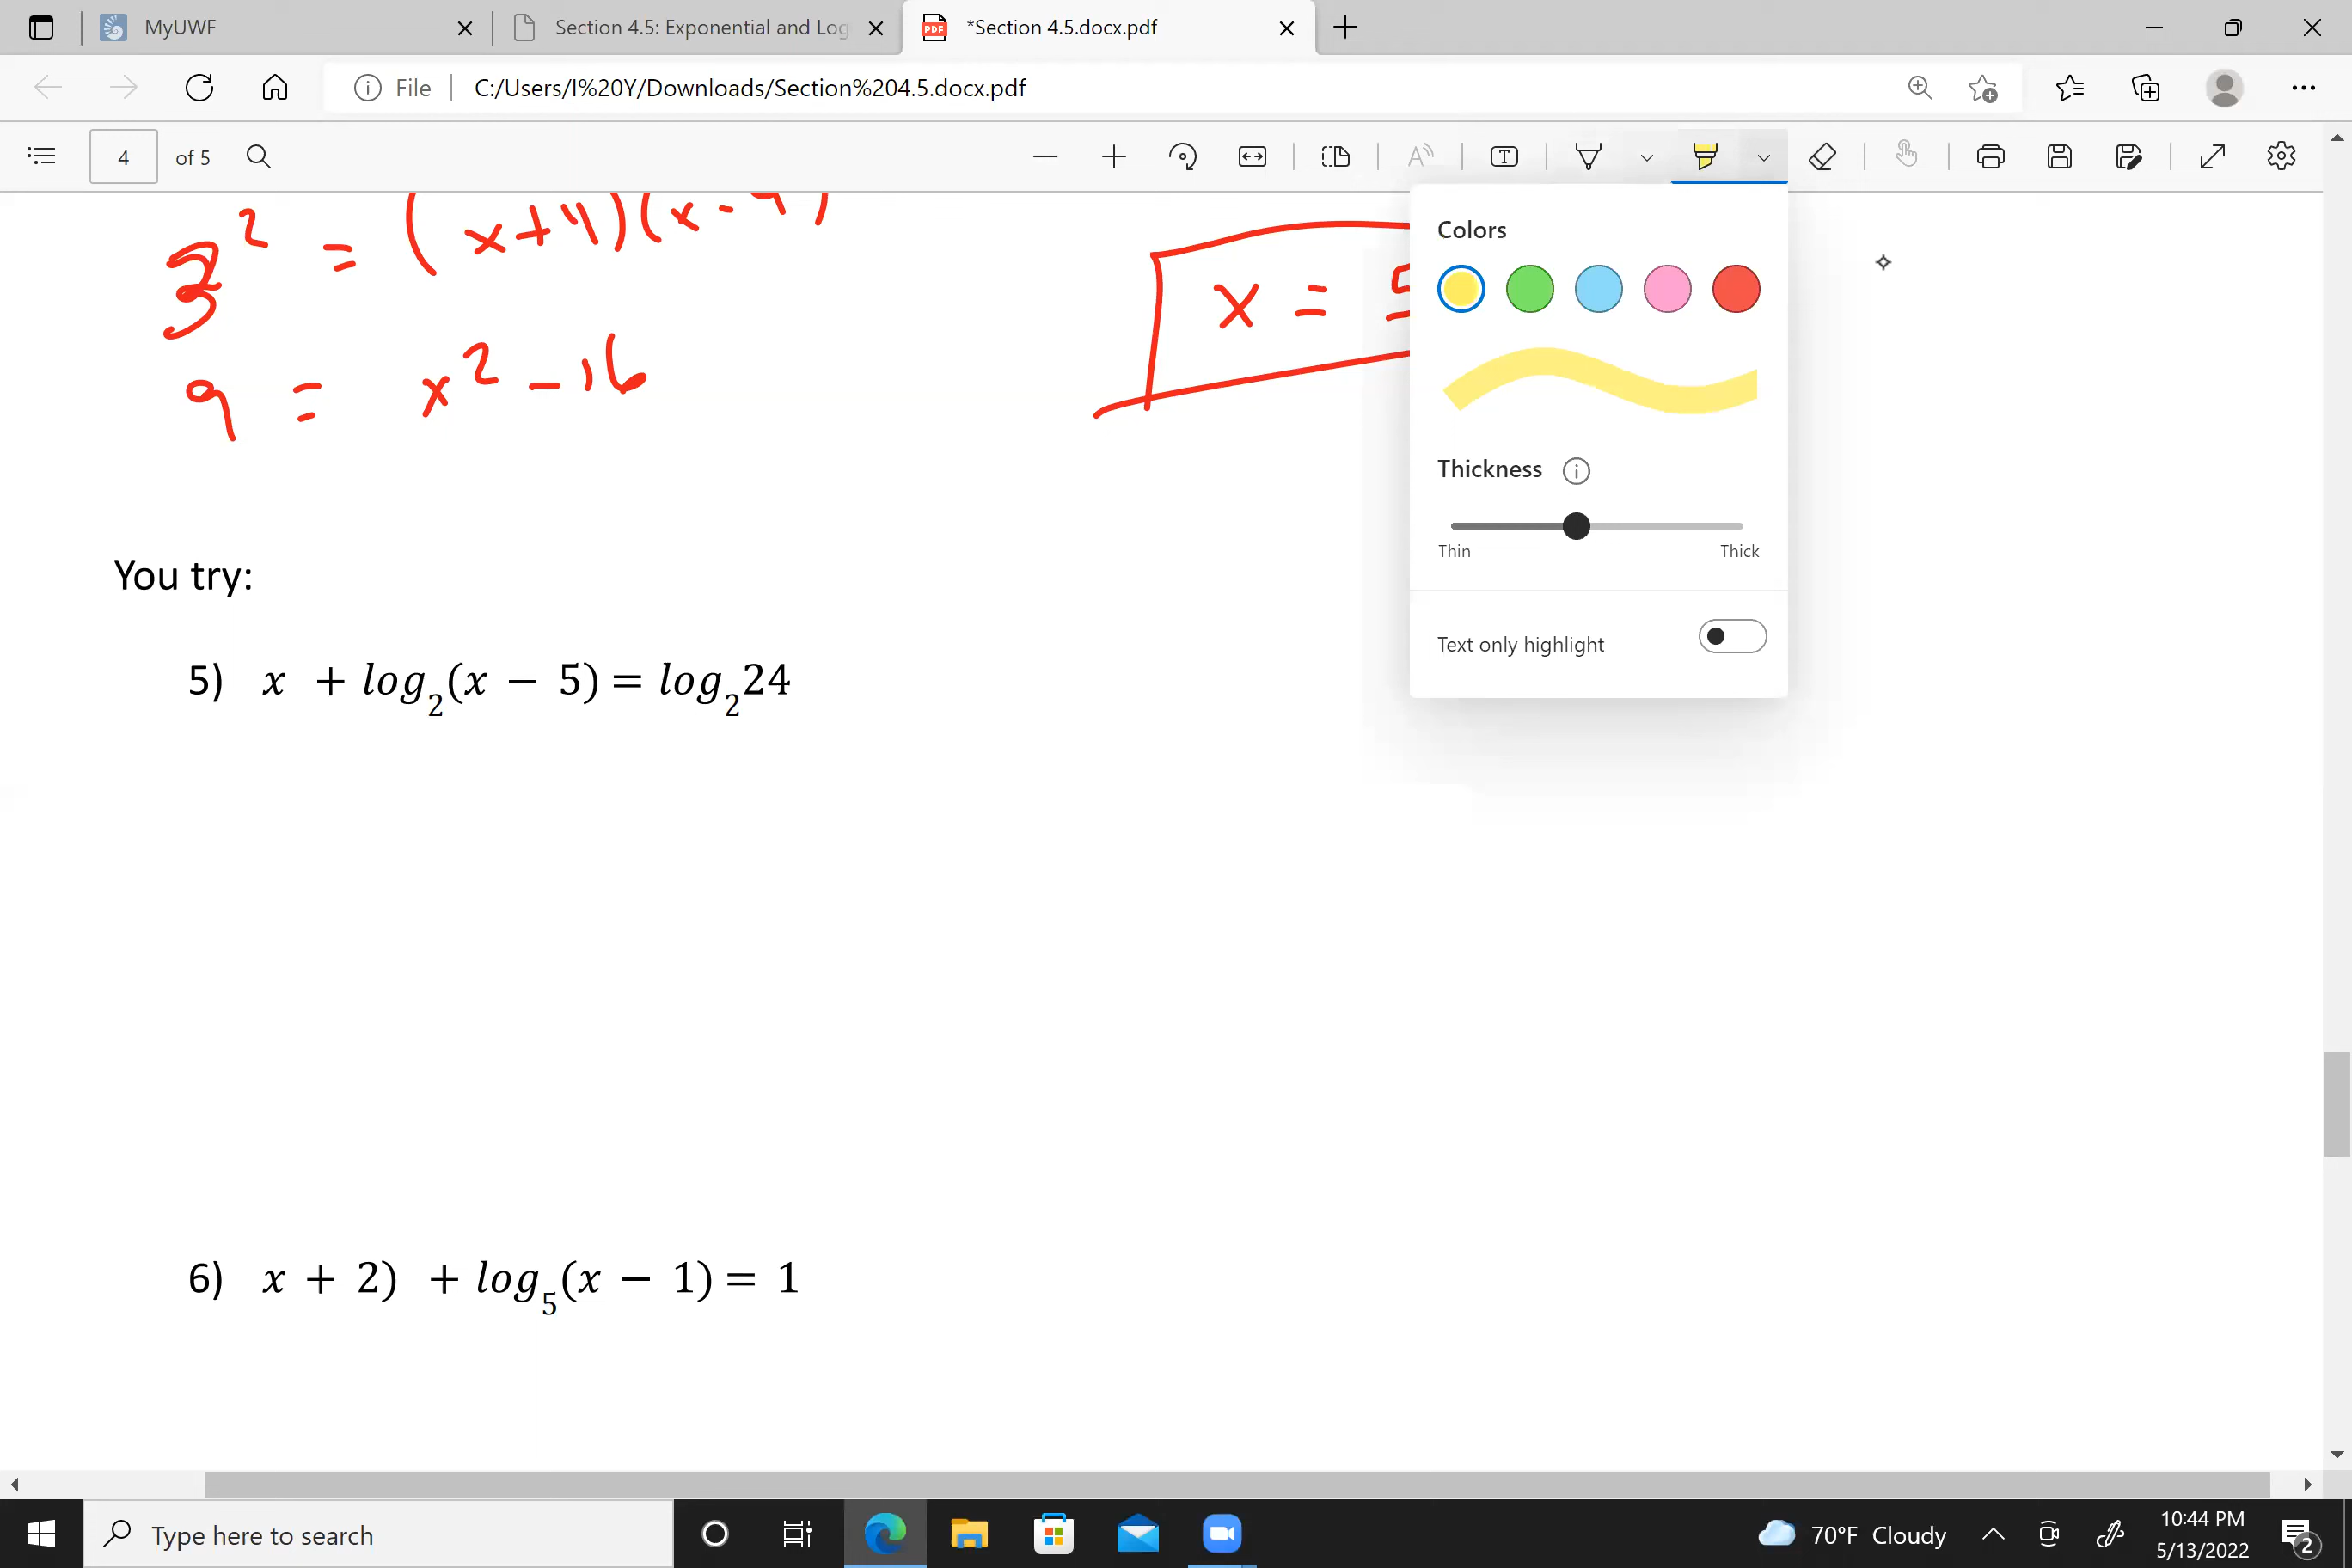 MyUWF
Section 4.5: Exponential and Log
*Section 4.5.docx.pdf
File
C:/Users/I%20Y/Downloads/Section%204.5.docx.pdf
4 of 5
3² = (x+4)(x-4)
x = 5
9 = x² -16
Colors
Thickness
Thin Thick
Text only highlight
You try:
5) x + log₂(x − 5) = log₂24
6) x + 2) + log₅(x − 1) = 1
Type here to search
70°F Cloudy
10:44 PM
5/13/2022
2